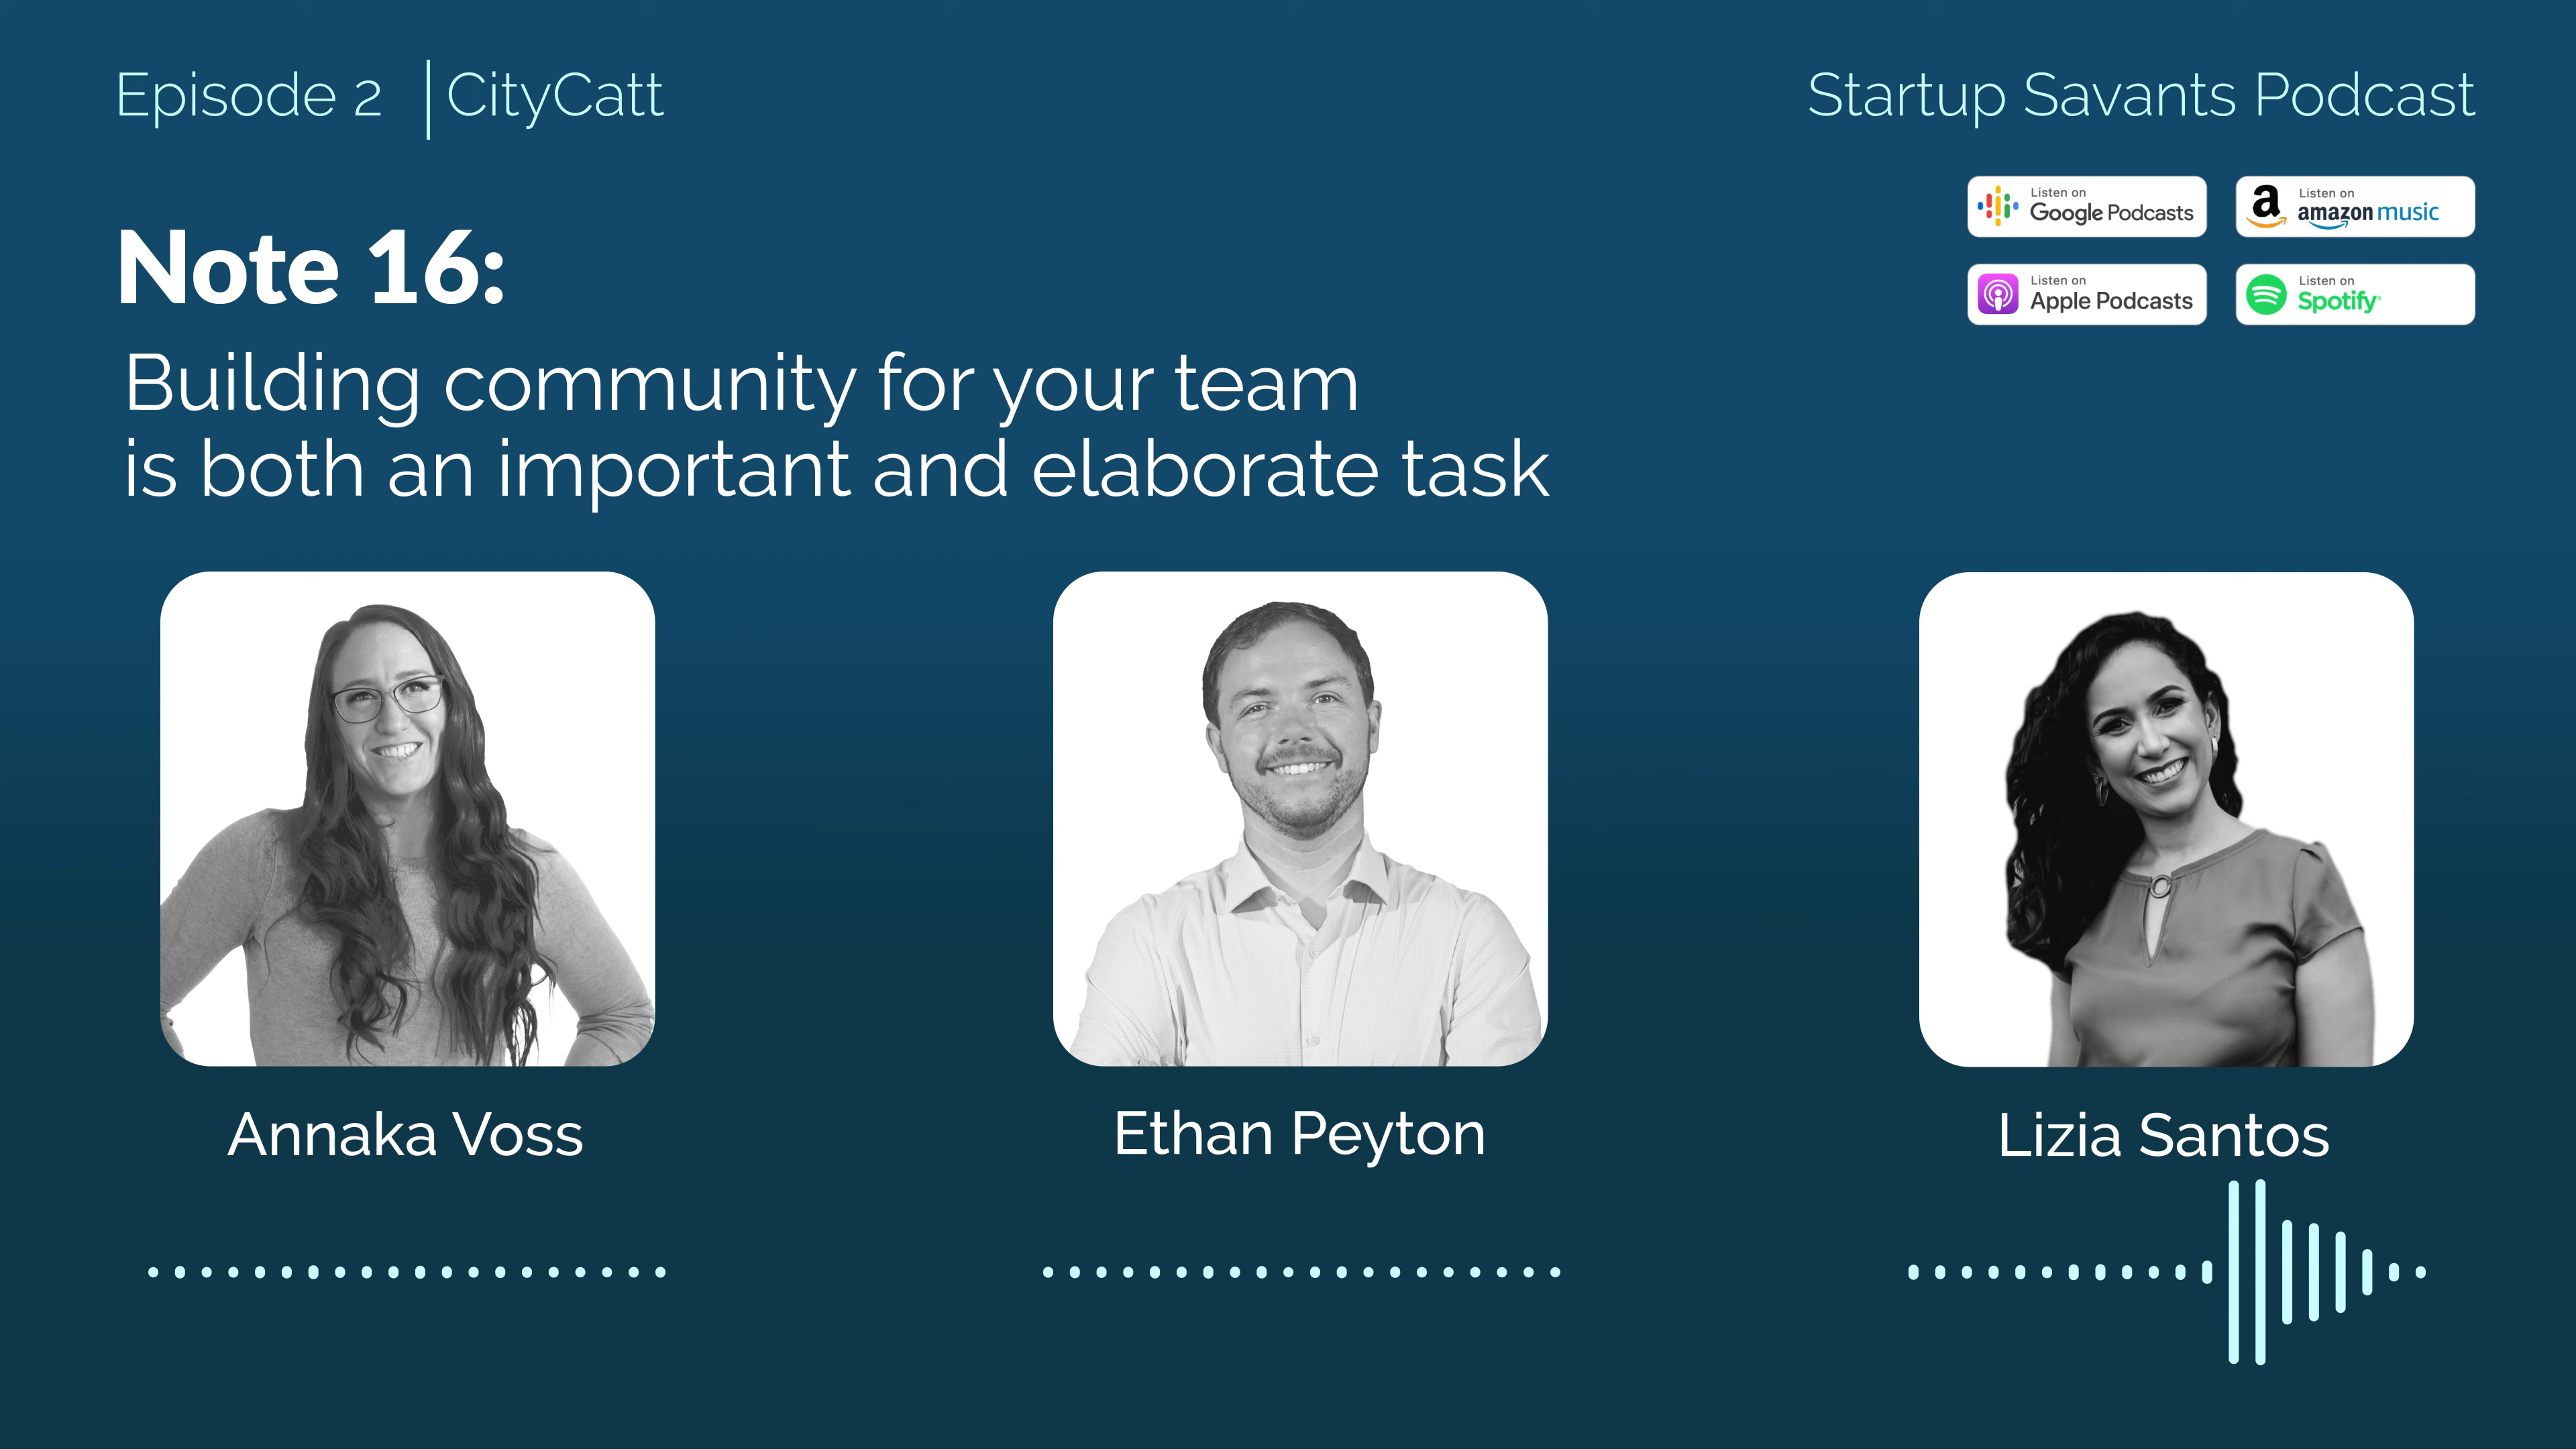 Episode 2 | CityCatt
Startup Savants Podcast
Listen on
Google Podcasts
Listen on
amazon music
Listen on
Apple Podcasts
Listen on
Spotify
Note 16:
Building community for your team
is both an important and elaborate task
Annaka Voss
Ethan Peyton
Lizia Santos